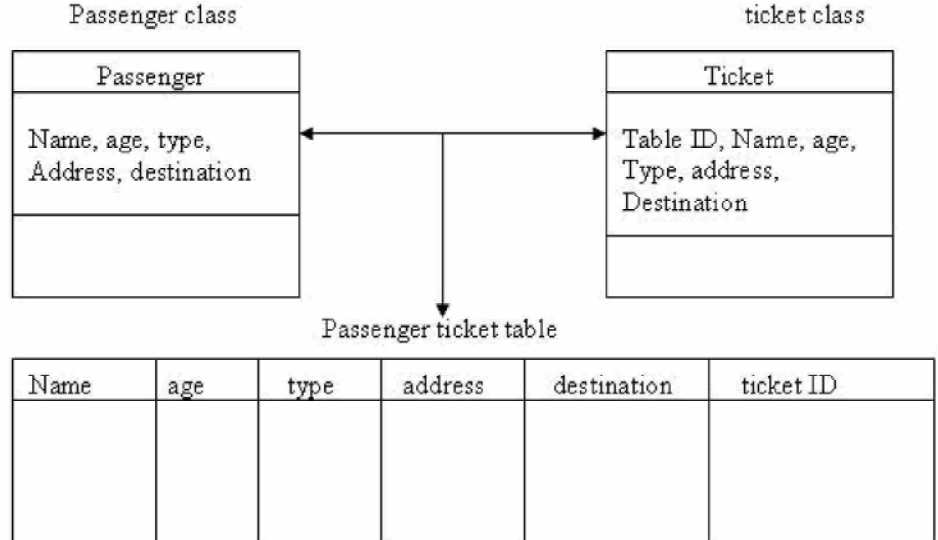 Passenger class
ticket class
Passenger
Name, age, type,
Address, destination
Ticket
Table ID, Name, age,
Type, address,
Destination
Passenger ticket table
Name age type address destination ticket ID